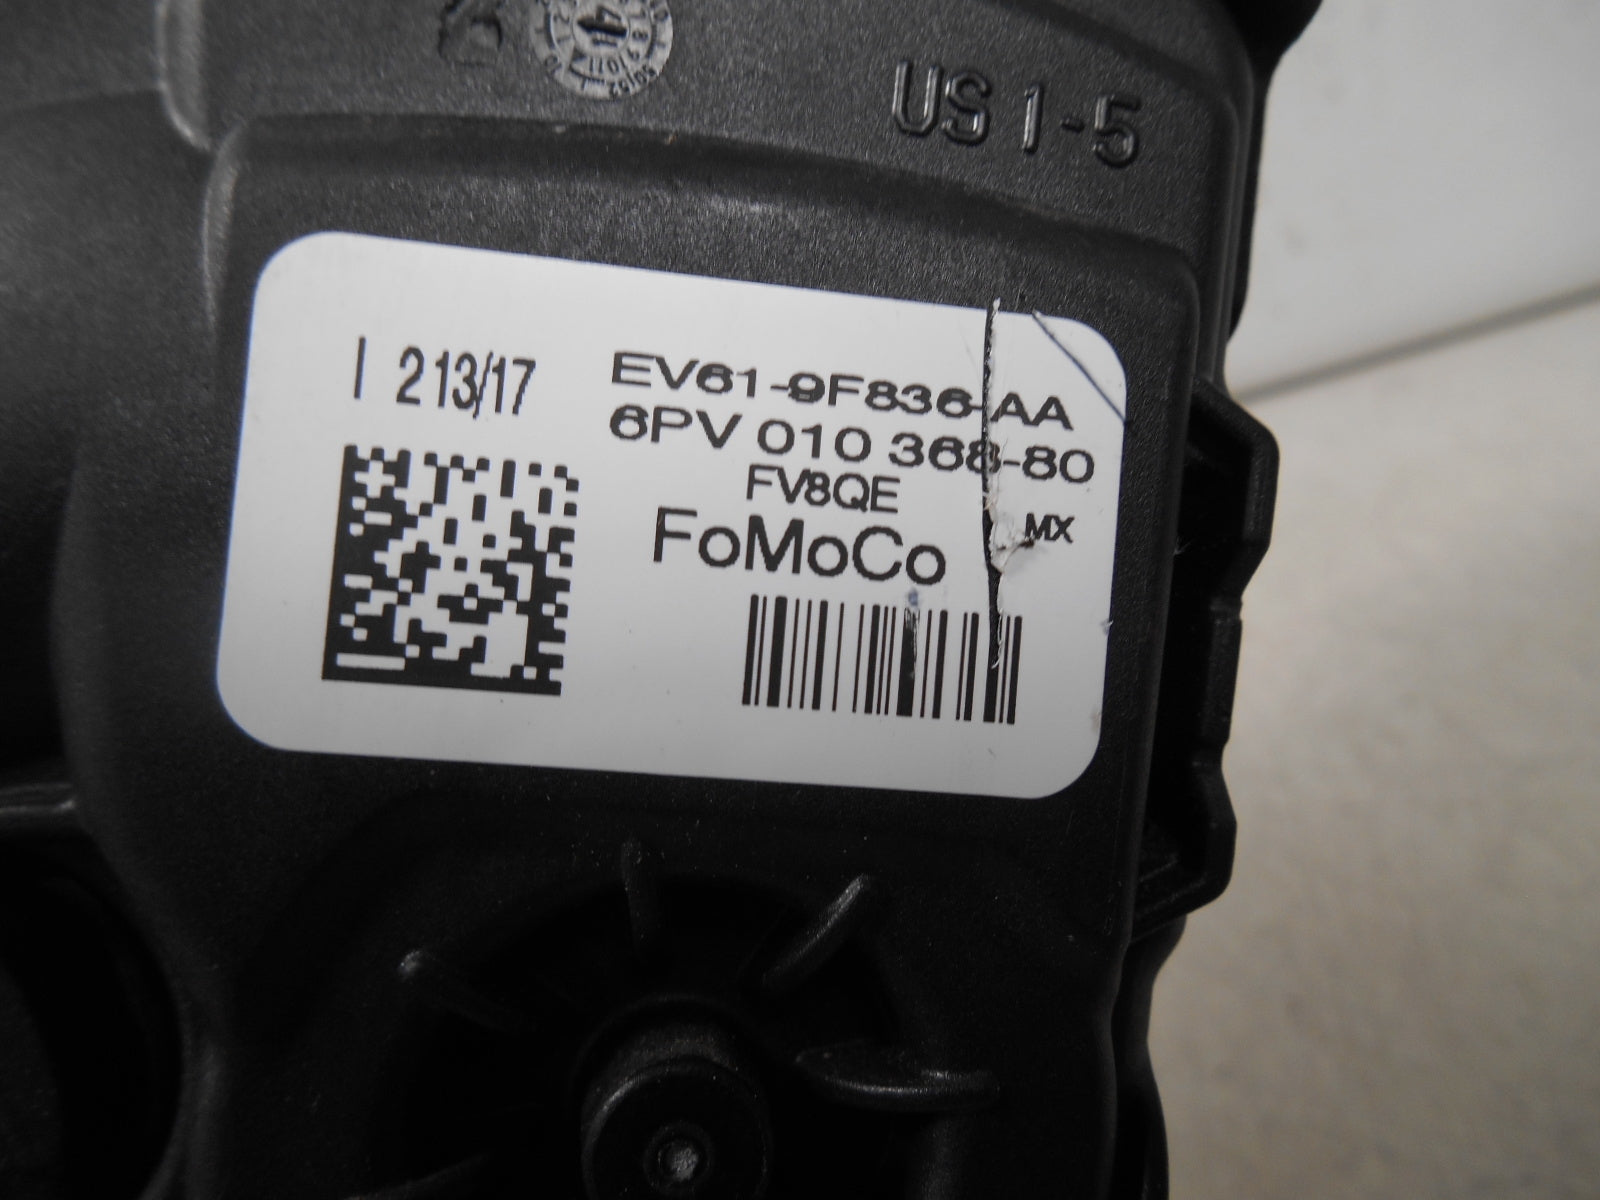 US 1-5
I 213/17
EV61-9F836-AA
6PV 010 368-80
FV8QE
FoMoCo
MX